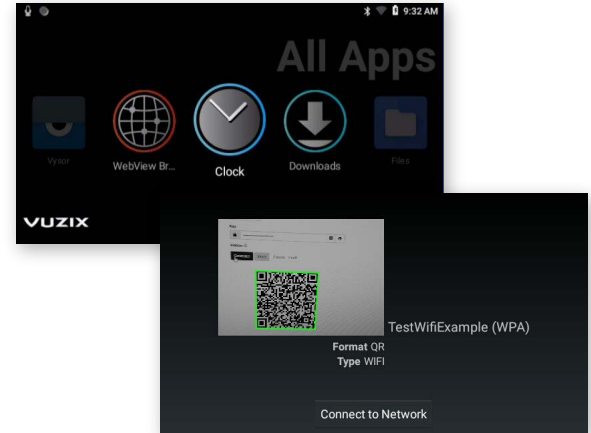 9:32 AM
All Apps
Vysor
WebView Br...
Clock
Downloads
Files
VUZIX
TestWifiExample (WPA)
Format QR
Type WIFI
Connect to Network